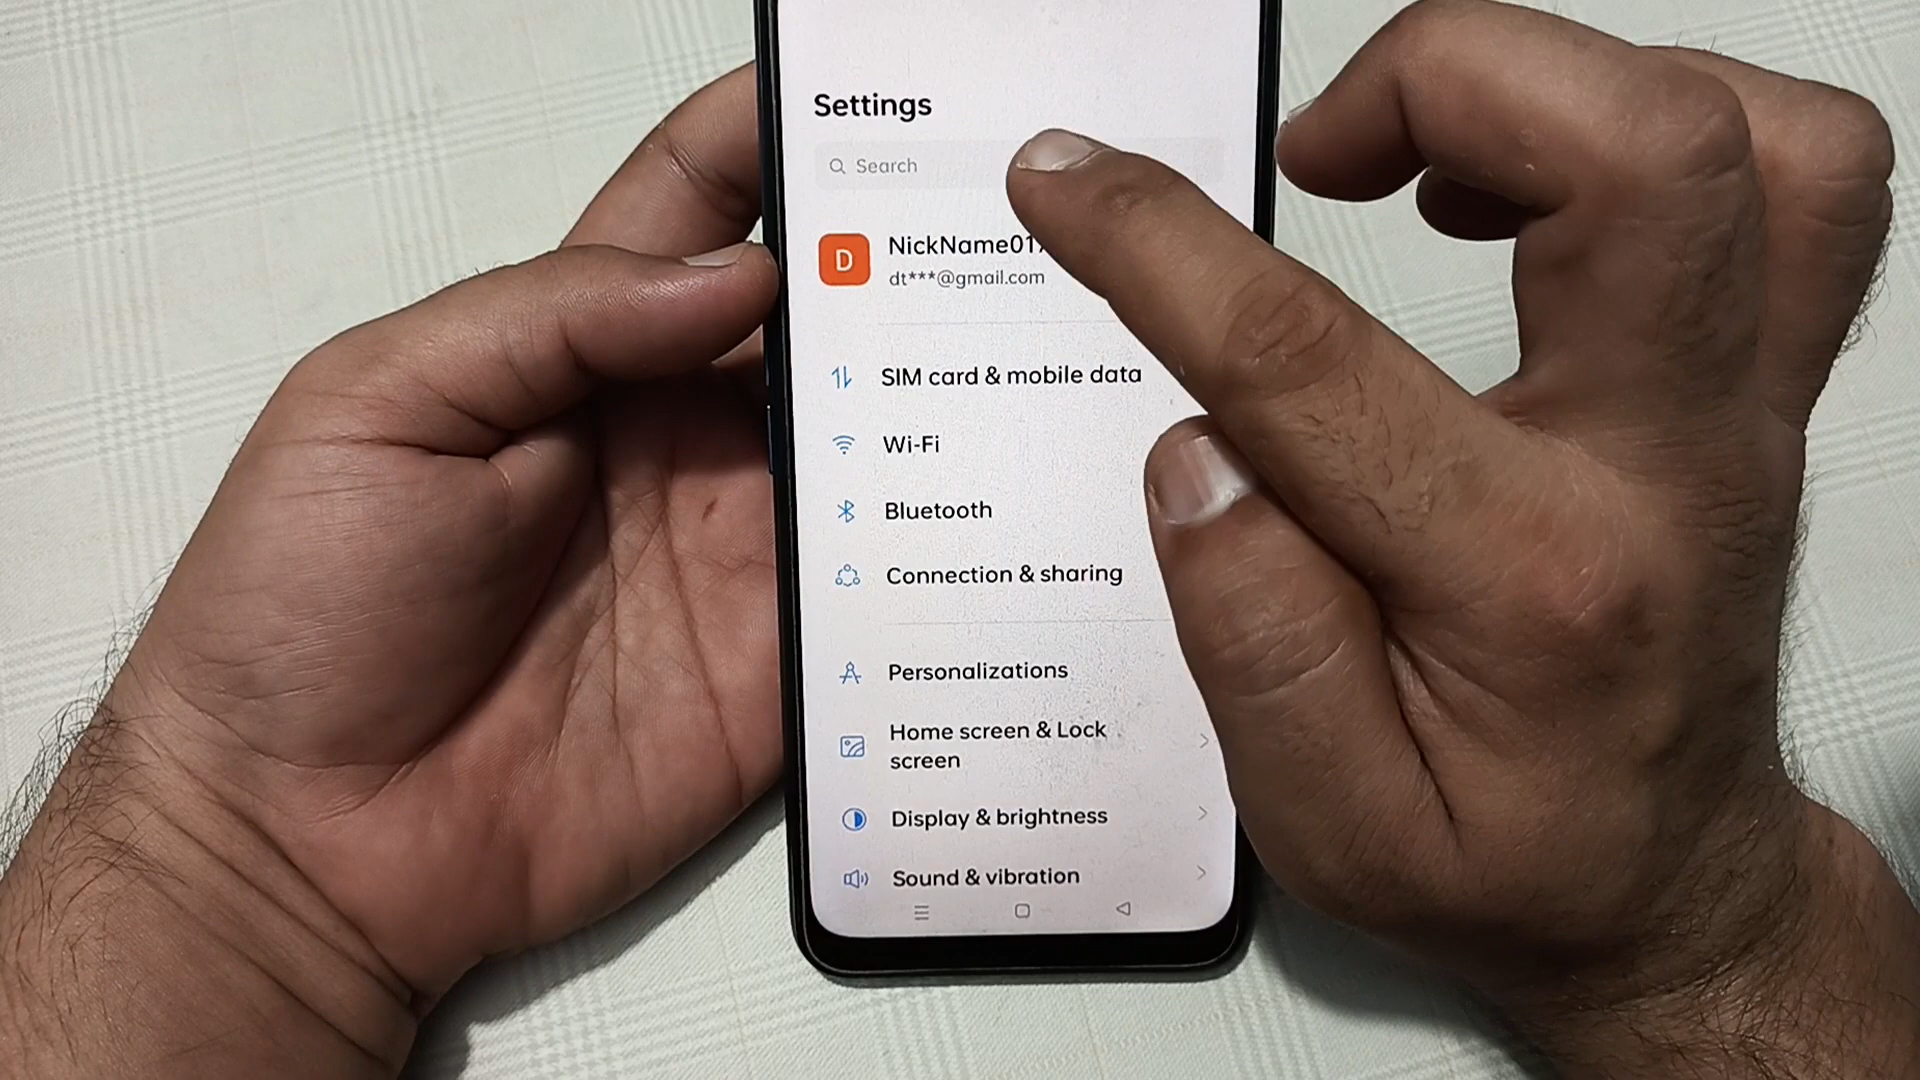 Settings
Search
D
NickName01
dt***@gmail.com
SIM card & mobile data
Wi-Fi
Bluetooth
Connection & sharing
Personalizations
Home screen & Lock
screen
Display & brightness
Sound & vibration